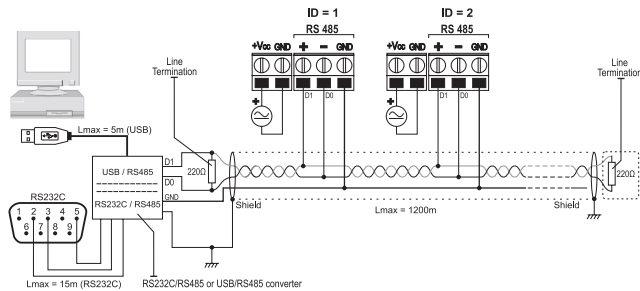 ID = 1
ID = 2
RS 485
RS 485
+Vcc GND + − GND
+Vcc GND + − GND
Line
Termination
Line
Termination
+
D1 D0
+
D1 D0
Lmax = 5m (USB)
USB / RS485
RS232C / RS485
D1
D0
GND
220Ω
220Ω
Shield
Shield
Lmax = 1200m
RS232C
1 2 3 4 5
6 7 8 9
Lmax = 15m (RS232C)
RS232C/RS485 or USB/RS485 converter